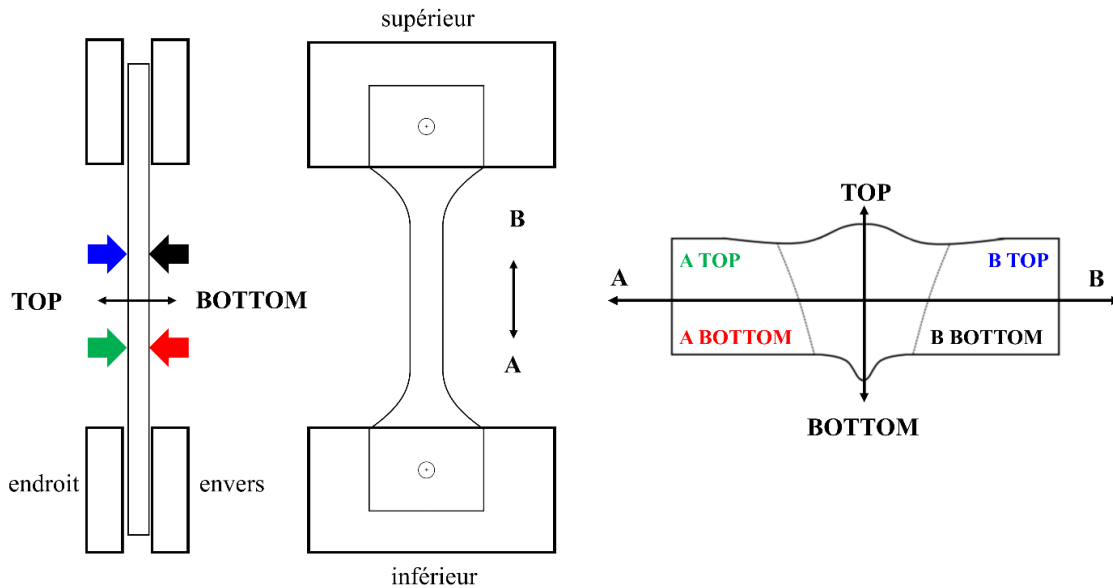 supérieur
TOP
BOTTOM
endroit
envers
B
A
inférieur
TOP
A TOP
B TOP
A
B
A BOTTOM
B BOTTOM
BOTTOM